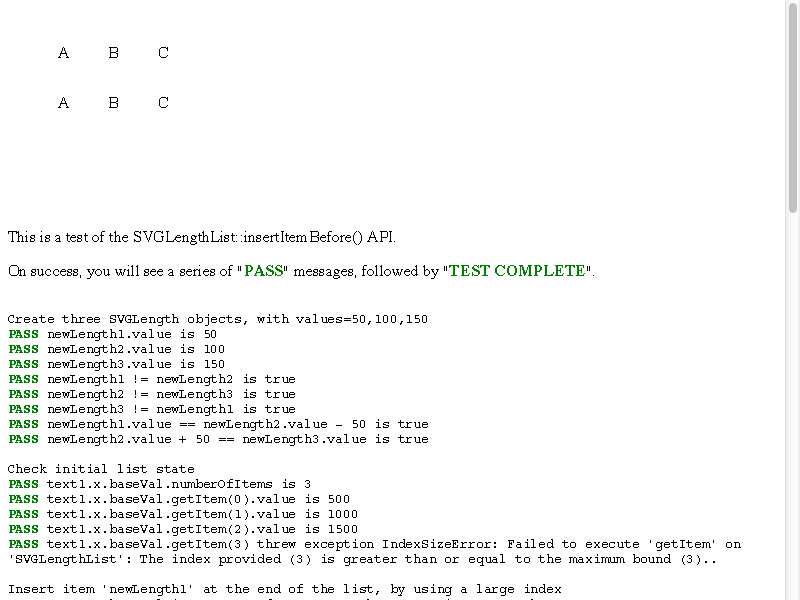 A B C
A B C
This is a test of the SVGLengthList::insertItemBefore() API.
On success, you will see a series of "PASS" messages, followed by "TEST COMPLETE".
Create three SVGLength objects, with values=50,100,150
PASS newLength1.value is 50
PASS newLength2.value is 100
PASS newLength3.value is 150
PASS newLength1 != newLength2 is true
PASS newLength2 != newLength3 is true
PASS newLength3 != newLength1 is true
PASS newLength1.value == newLength2.value - 50 is true
PASS newLength2.value + 50 == newLength3.value is true
Check initial list state
PASS text1.x.baseVal.numberOfItems is 3
PASS text1.x.baseVal.getItem(0).value is 500
PASS text1.x.baseVal.getItem(1).value is 1000
PASS text1.x.baseVal.getItem(2).value is 1500
PASS text1.x.baseVal.getItem(3) threw exception IndexSizeError: Failed to execute 'getItem' on
'SVGLengthList': The index provided (3) is greater than or equal to the maximum bound (3)..
Insert item 'newLength1' at the end of the list, by using a large index